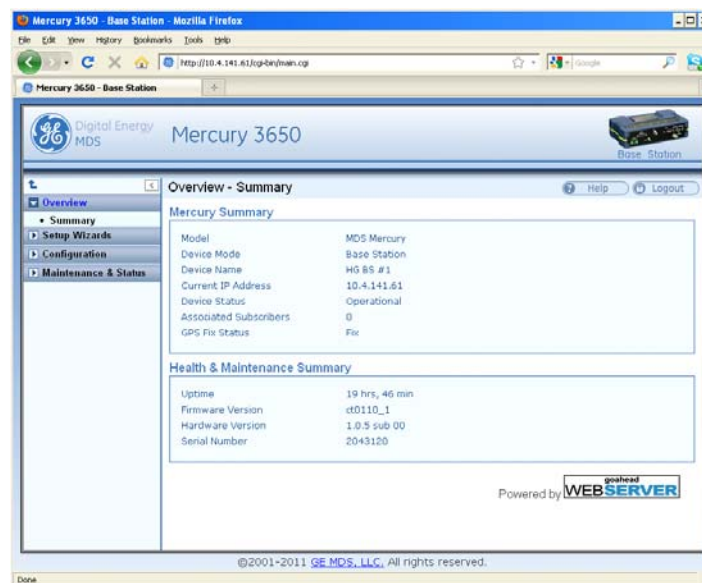 Mercury 3650 - Base Station - Mozilla Firefox
File Edit View History Bookmarks Tools Help
http://10.4.141.61/cgi-bin/main.cgi
Google
Mercury 3650 - Base Station
GE Digital Energy
MDS
Mercury 3650
Base Station
Overview
Summary
Setup Wizards
Configuration
Maintenance & Status
Overview - Summary
Help
Logout
Mercury Summary
Model MDS Mercury
Device Mode Base Station
Device Name HG BS #1
Current IP Address 10.4.141.61
Device Status Operational
Associated Subscribers 0
GPS Fix Status Fix
Health & Maintenance Summary
Uptime 19 hrs, 46 min
Firmware Version ct0110_1
Hardware Version 1.0.5 sub 00
Serial Number 2043120
Powered by goahead WEBSERVER
©2001-2011 GE MDS, LLC. All rights reserved.
Done